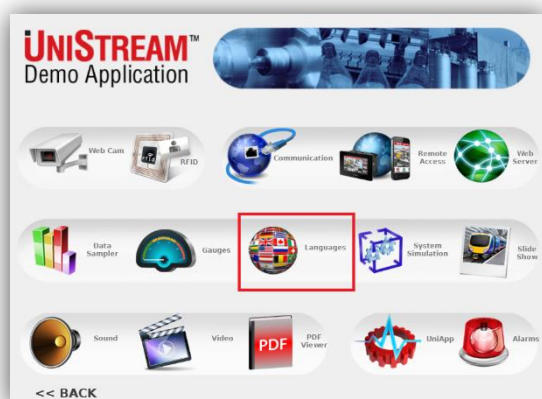 UNISTREAM™
Demo Application
Web Cam
RFID
Communication
Remote
Access
Web
Server
Data
Sampler
Gauges
Languages
System
Simulation
Slide
Show
Sound
Video
PDF
PDF
Viewer
UniApp
Alarms
<< BACK